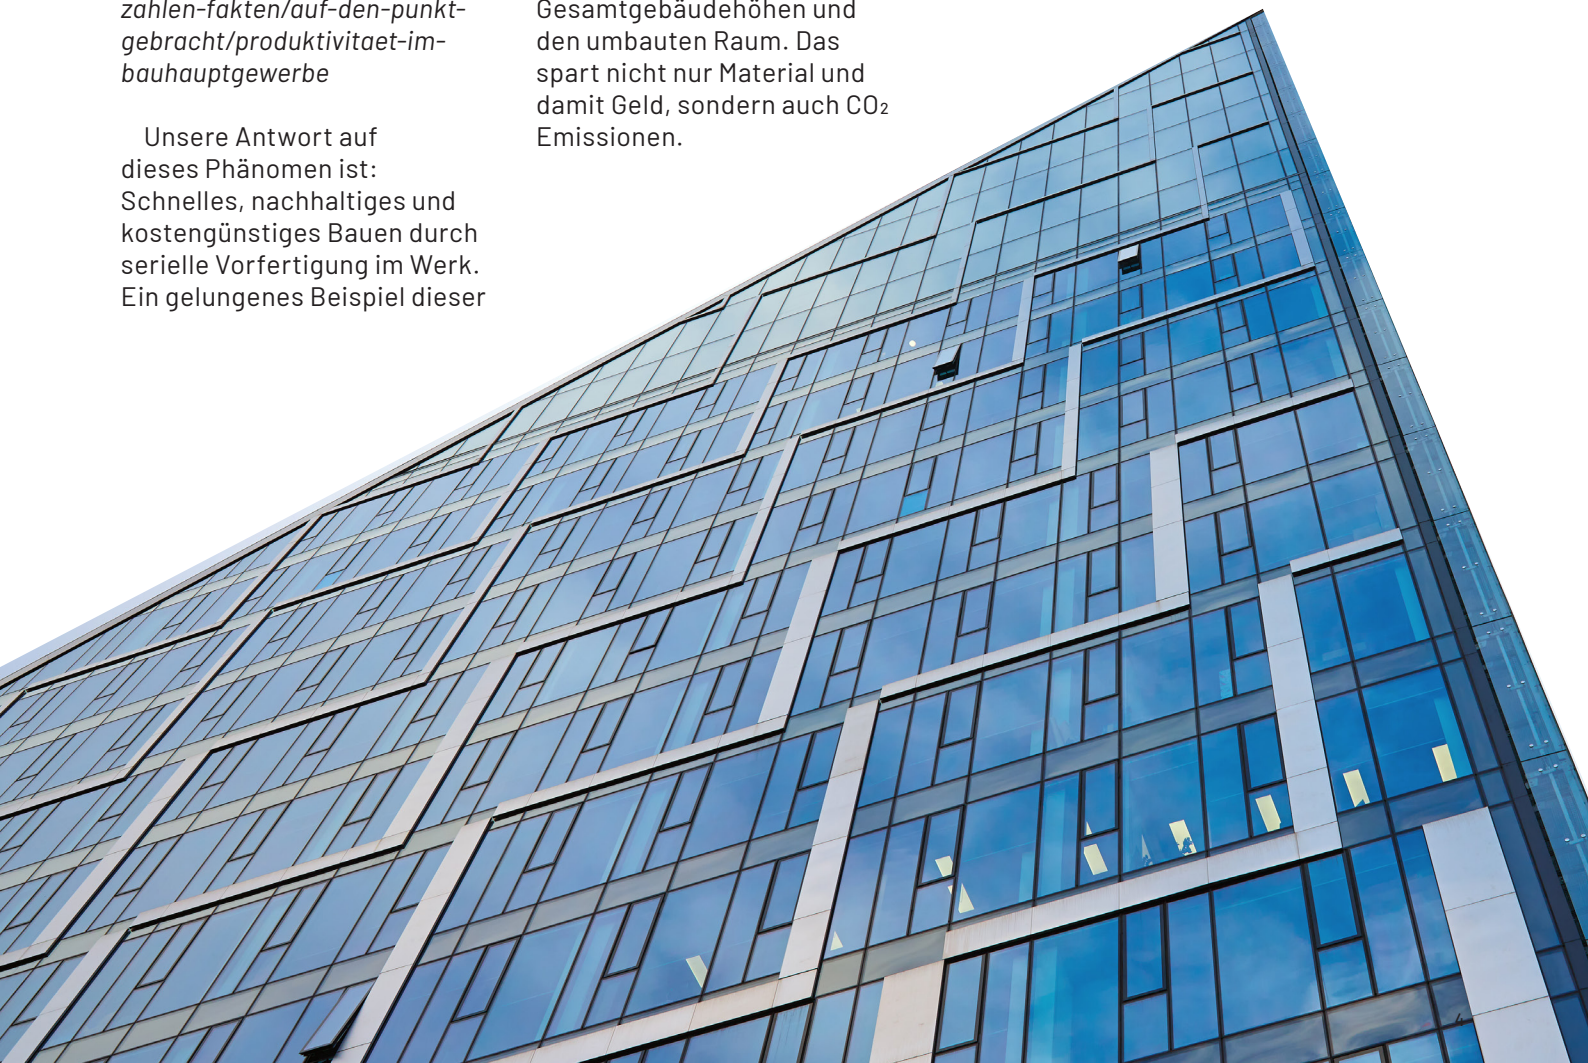 zahlen-fakten/auf-den-punkt-
gebracht/produktivitaet-im-
bauhauptgewerbe
Unsere Antwort auf
dieses Phänomen ist:
Schnelles, nachhaltiges und
kostengünstiges Bauen durch
serielle Vorfertigung im Werk.
Ein gelungenes Beispiel dieser
Gesamtgebäudehöhen und
den umbauten Raum. Das
spart nicht nur Material und
damit Geld, sondern auch CO₂
Emissionen.
4